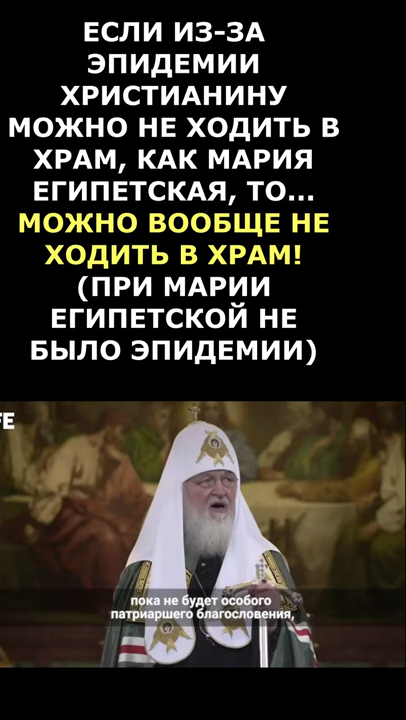 ЕСЛИ ИЗ-ЗА
ЭПИДЕМИИ
ХРИСТИАНИНУ
МОЖНО НЕ ХОДИТЬ В
ХРАМ, КАК МАРИЯ
ЕГИПЕТСКАЯ, ТО...
МОЖНО ВООБЩЕ НЕ
ХОДИТЬ В ХРАМ!
(ПРИ МАРИИ
ЕГИПЕТСКОЙ НЕ
БЫЛО ЭПИДЕМИИ)
FE
пока не будет особого
патриаршего благословения,